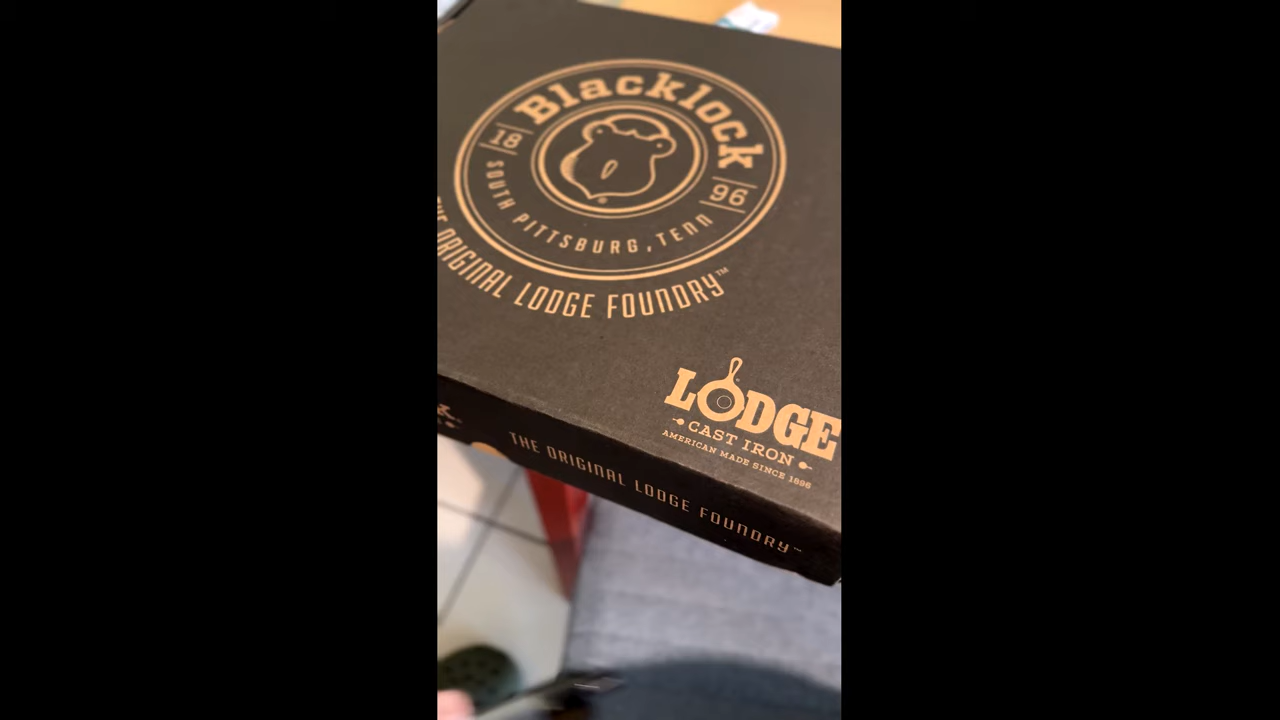 Blacklock
18
96
SOUTH PITTSBURG, TENN
THE ORIGINAL LODGE FOUNDRY™
LODGE
CAST IRON
AMERICAN MADE SINCE 1896
THE ORIGINAL LODGE FOUNDRY™